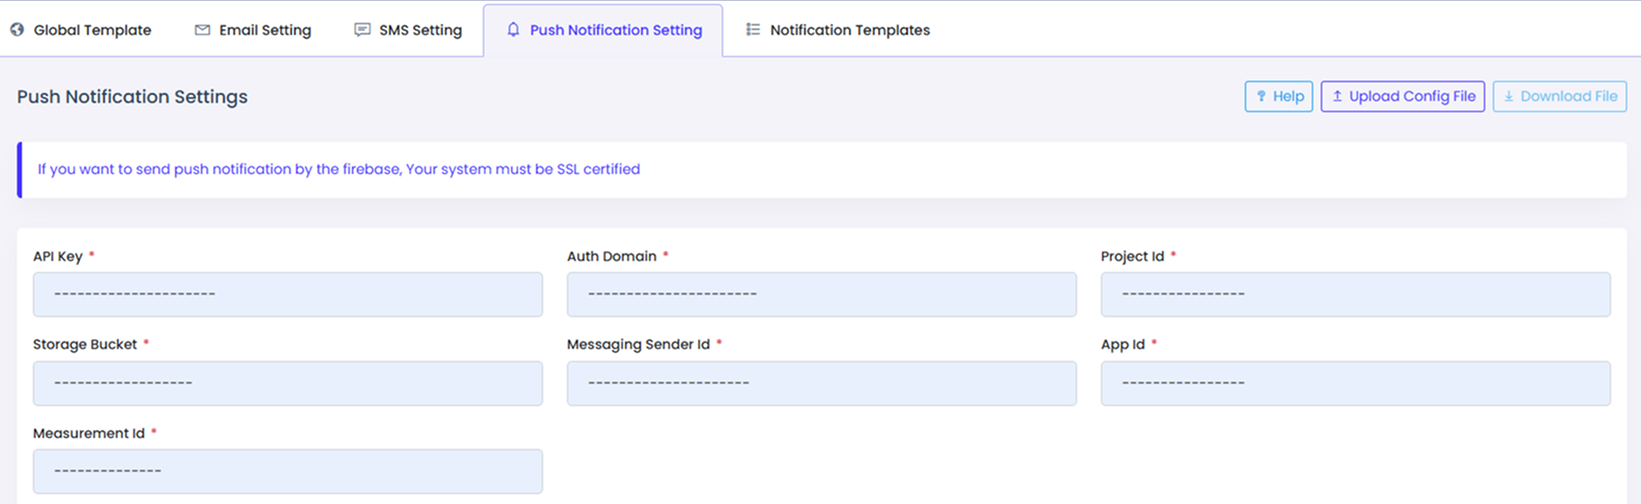 Global Template Email Setting SMS Setting Push Notification Setting Notification Templates
Push Notification Settings ? Help Upload Config File Download File
If you want to send push notification by the firebase, Your system must be SSL certified
API Key * Auth Domain * Project Id *
--------------------- ---------------------- ----------------
Storage Bucket * Messaging Sender Id * App Id *
------------------ --------------------- ----------------
Measurement Id *
--------------